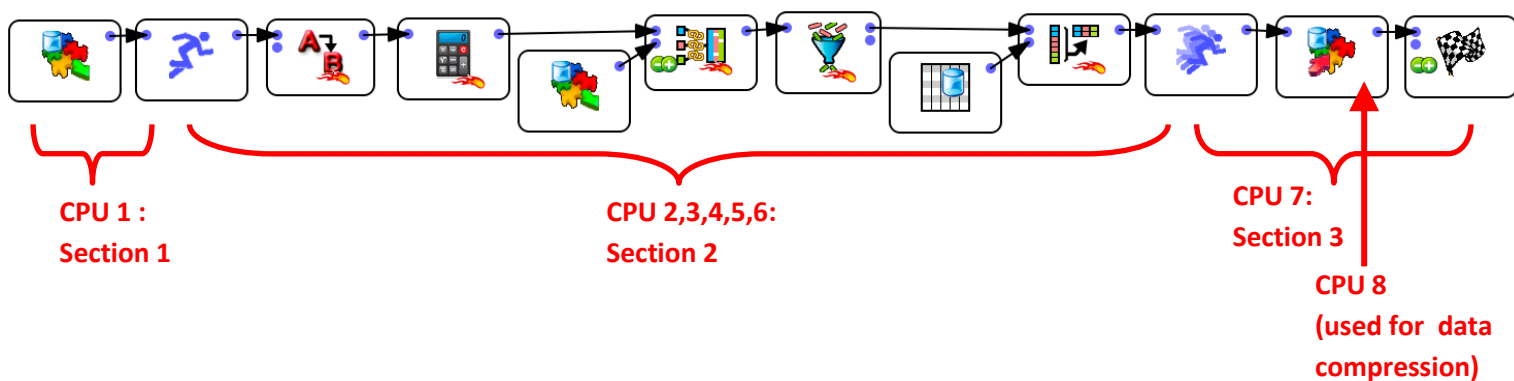 A
B
0
CPU 1 :
Section 1
CPU 2,3,4,5,6:
Section 2
CPU 7:
Section 3
CPU 8
(used for data
compression)